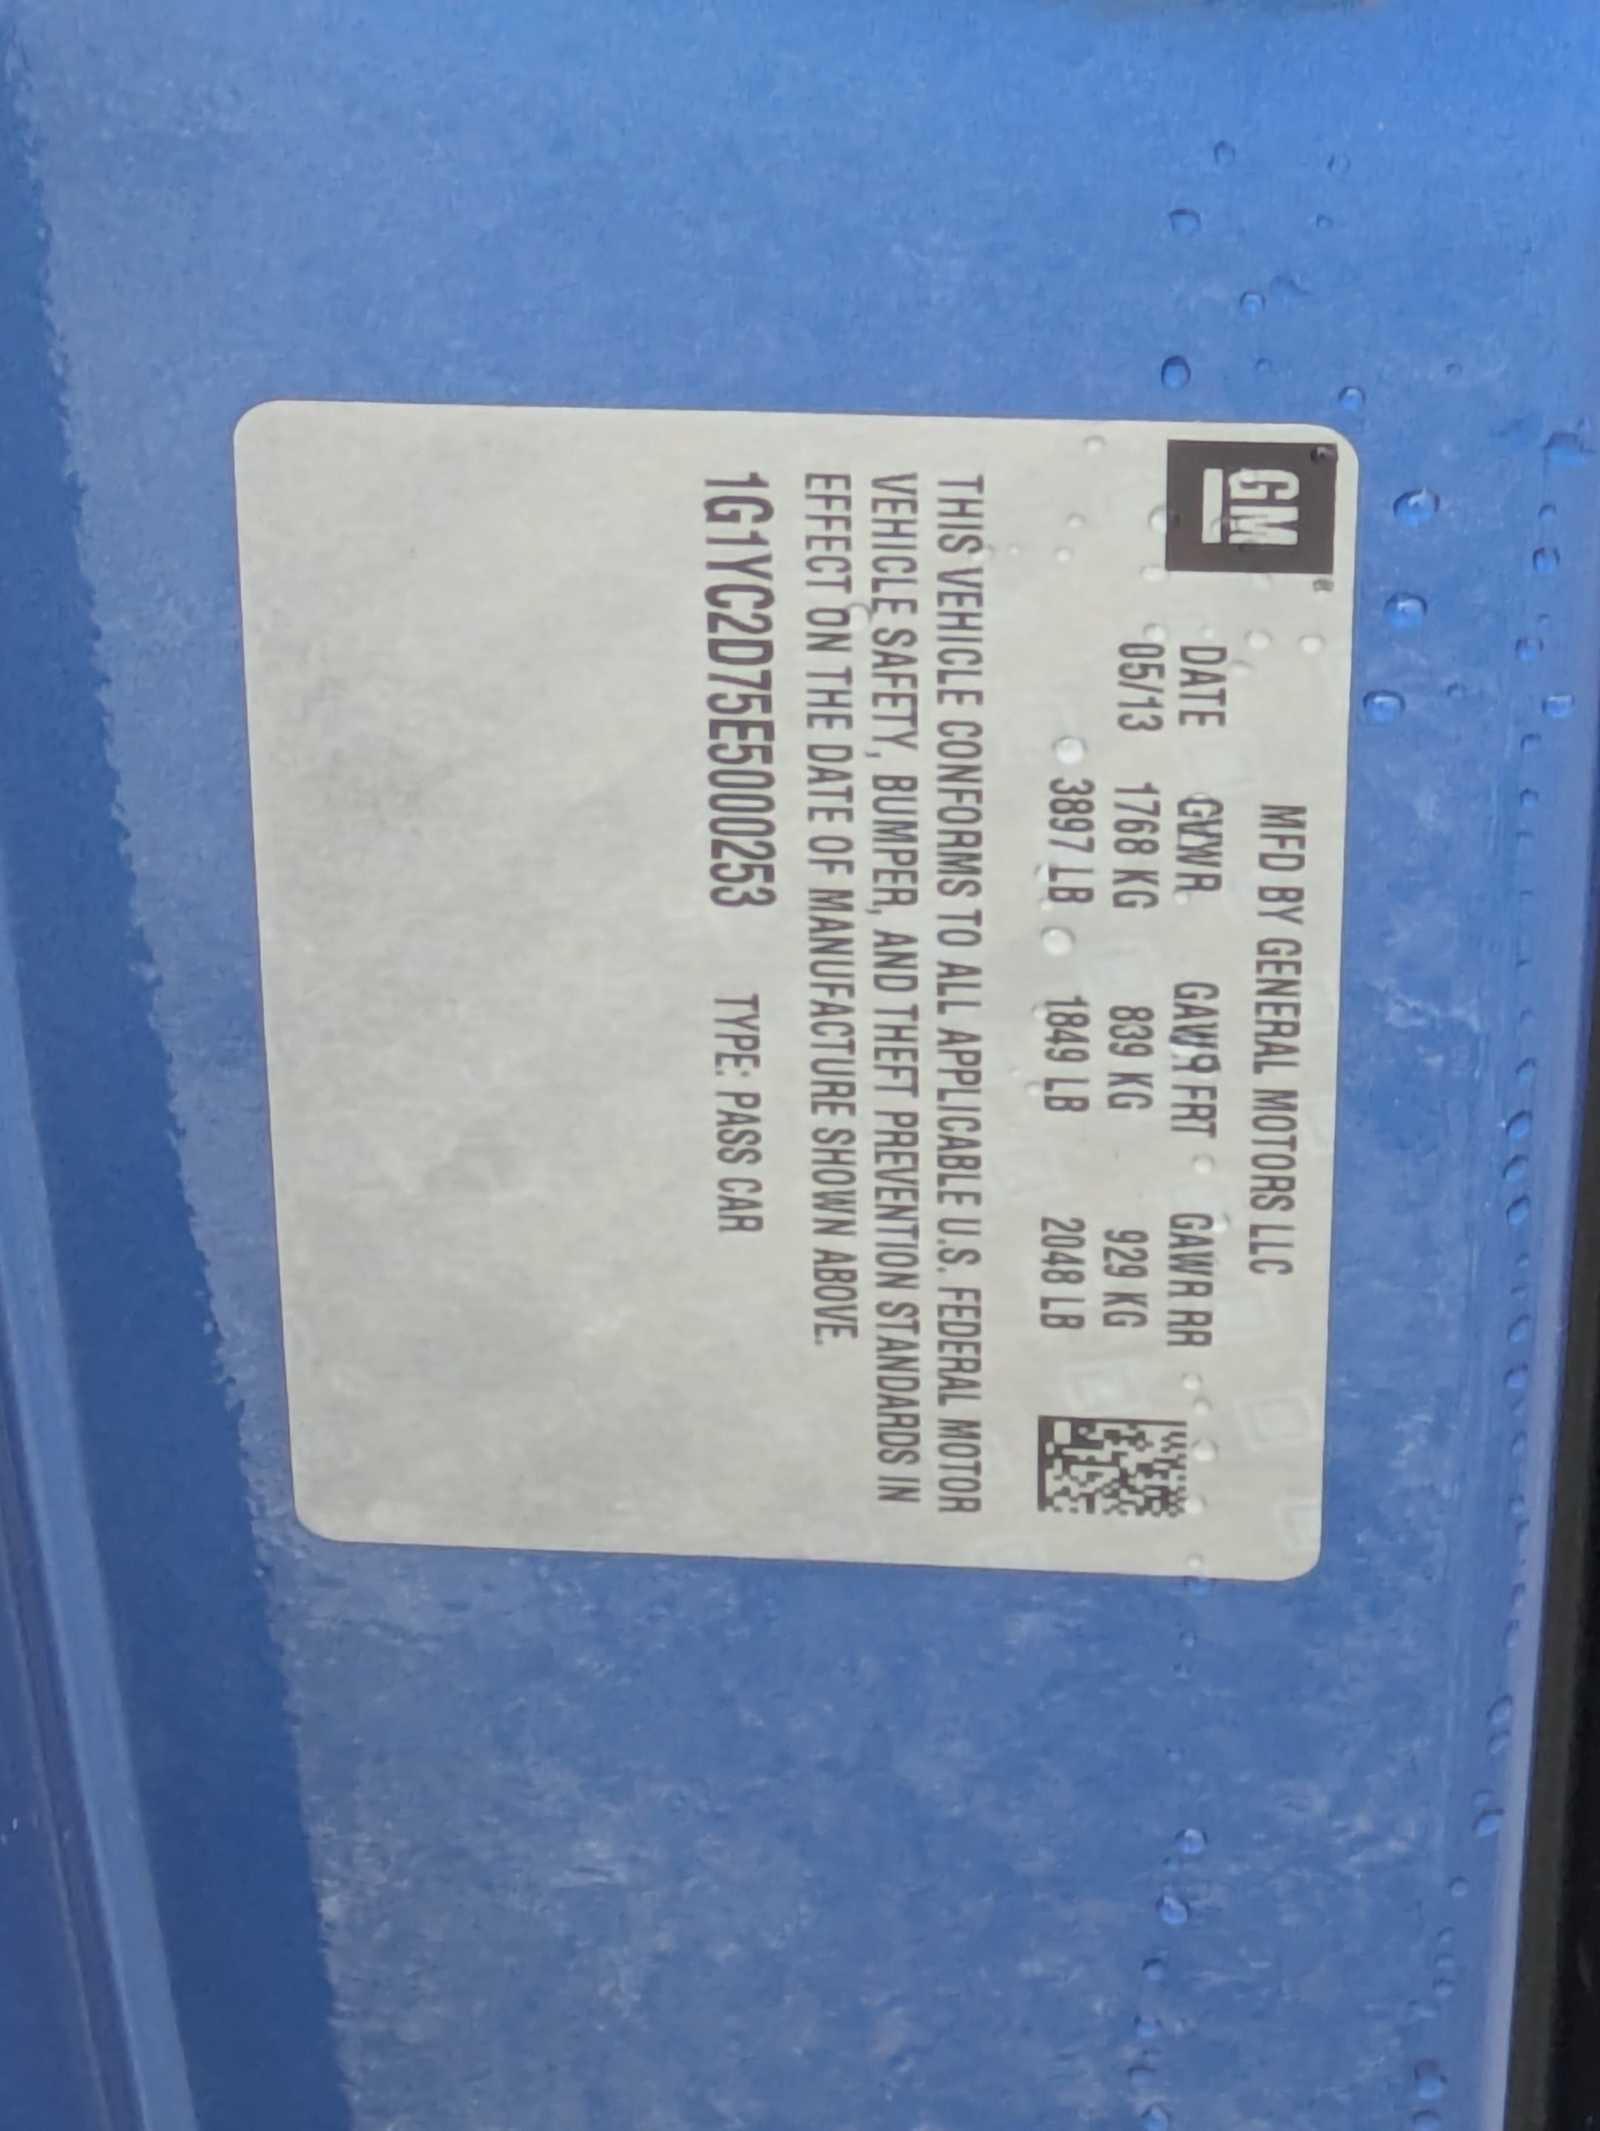 GM
MFD BY GENERAL MOTORS LLC
DATE GVWR GAWR FRT GAWR RR
05/13 1768 KG 839 KG 929 KG
3897 LB 1849 LB 2048 LB
THIS VEHICLE CONFORMS TO ALL APPLICABLE U.S. FEDERAL MOTOR
VEHICLE SAFETY, BUMPER, AND THEFT PREVENTION STANDARDS IN
EFFECT ON THE DATE OF MANUFACTURE SHOWN ABOVE.
1G1YC2D75E5000253 TYPE: PASS CAR